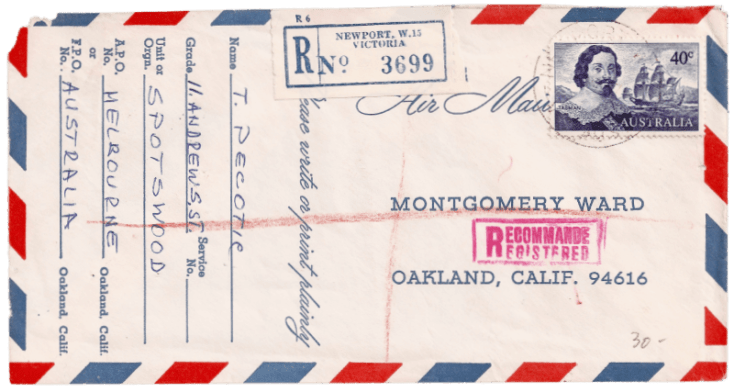 R 6
NEWPORT, W.15
VICTORIA
R No 3699
Air Mail
40c
TASMAN
AUSTRALIA
MONTGOMERY WARD
RECOMMANDÉ
REGISTERED
OAKLAND, CALIF. 94616
30-
Please write or print plainly
Name T. PECOTIC
Grade 11. ANDREWS. ST. Service No.
Unit or Orgn. SPOTSWOOD
A.P.O. or No. MELBOURNE Oakland, Calif.
F.P.O. No. AUSTRALIA Oakland, Calif.